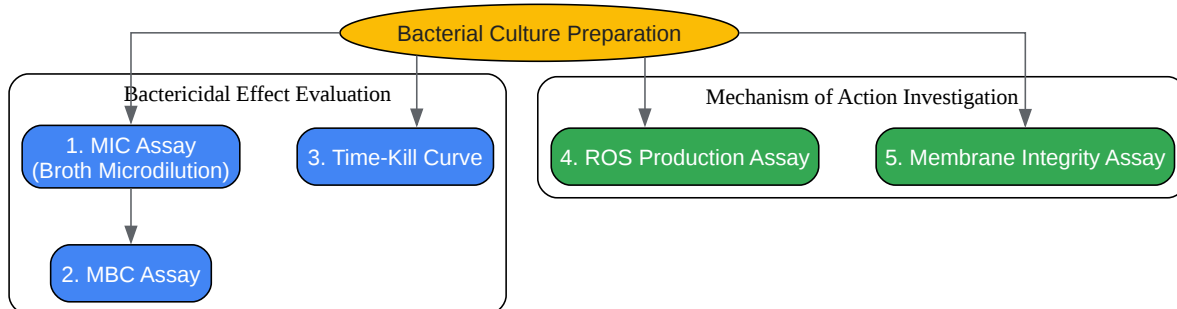 Bacterial Culture Preparation
Bactericidal Effect Evaluation
1. MIC Assay
(Broth Microdilution)
3. Time-Kill Curve
2. MBC Assay
Mechanism of Action Investigation
4. ROS Production Assay
5. Membrane Integrity Assay